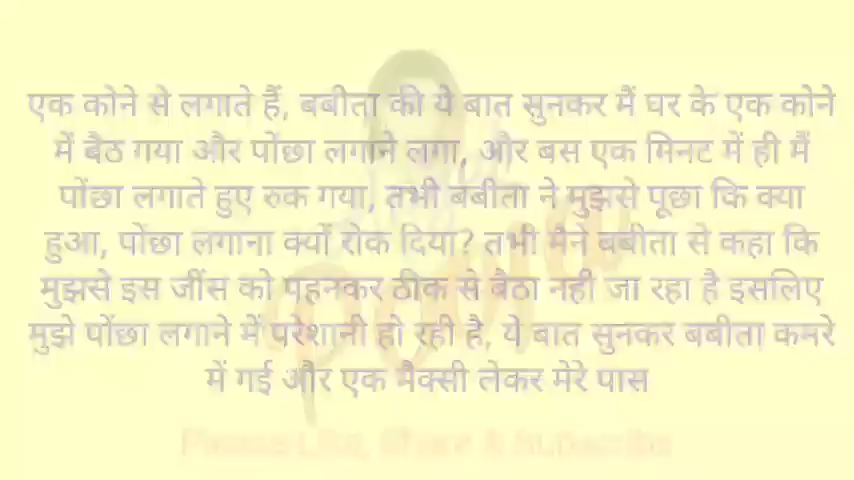 एक कोने से लगाते हैं, बबीता की ये बात सुनकर मैं घर के एक कोने
में बैठ गया और पोंछा लगाने लगा, और बस एक मिनट में ही मैं
पोंछा लगाते हुए रुक गया, तभी बबीता ने मुझसे पूछा कि क्या
हुआ, पोंछा लगाना क्यों रोक दिया? तभी मैंने बबीता से कहा कि
मुझसे इस जींस को पहनकर ठीक से बैठा नही जा रहा है इसलिए
मुझे पोंछा लगाने में परेशानी हो रही है, ये बात सुनकर बबीता कमरे
में गई और एक मैक्सी लेकर मेरे पास
Please Like, Share & Subscribe